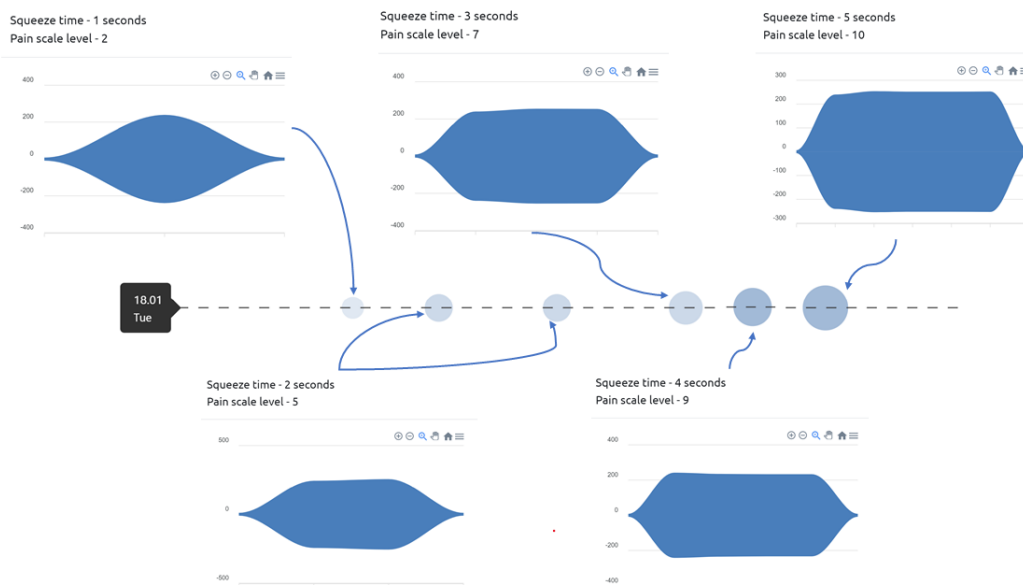 Squeeze time - 1 seconds
Pain scale level - 2
400
200
0
-200
-400
Squeeze time - 3 seconds
Pain scale level - 7
400
200
0
-200
-400
Squeeze time - 5 seconds
Pain scale level - 10
300
200
100
0
-100
-200
-300
18.01
Tue
Squeeze time - 2 seconds
Pain scale level - 5
500
0
-500
Squeeze time - 4 seconds
Pain scale level - 9
400
200
0
-200
-400